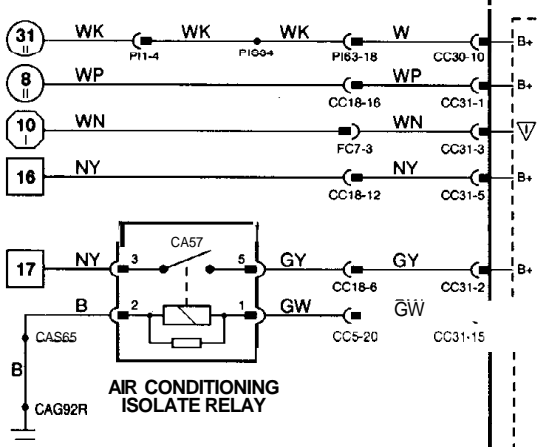 31 II WK WK WK W B+
PI1-4 PI63-18 CC30-10
8 II WP WP B+
CC18-16 CC31-1
10 I WN WN I
FC7-3 CC31-3
16 NY NY B+
CC18-12 CC31-5
CA57
17 NY 3 5 GY GY B+
CC18-6 CC31-2
B 2 1 GW GW
CC5-20 CC31-15
CAS65
B
AIR CONDITIONING
ISOLATE RELAY
CAG92R